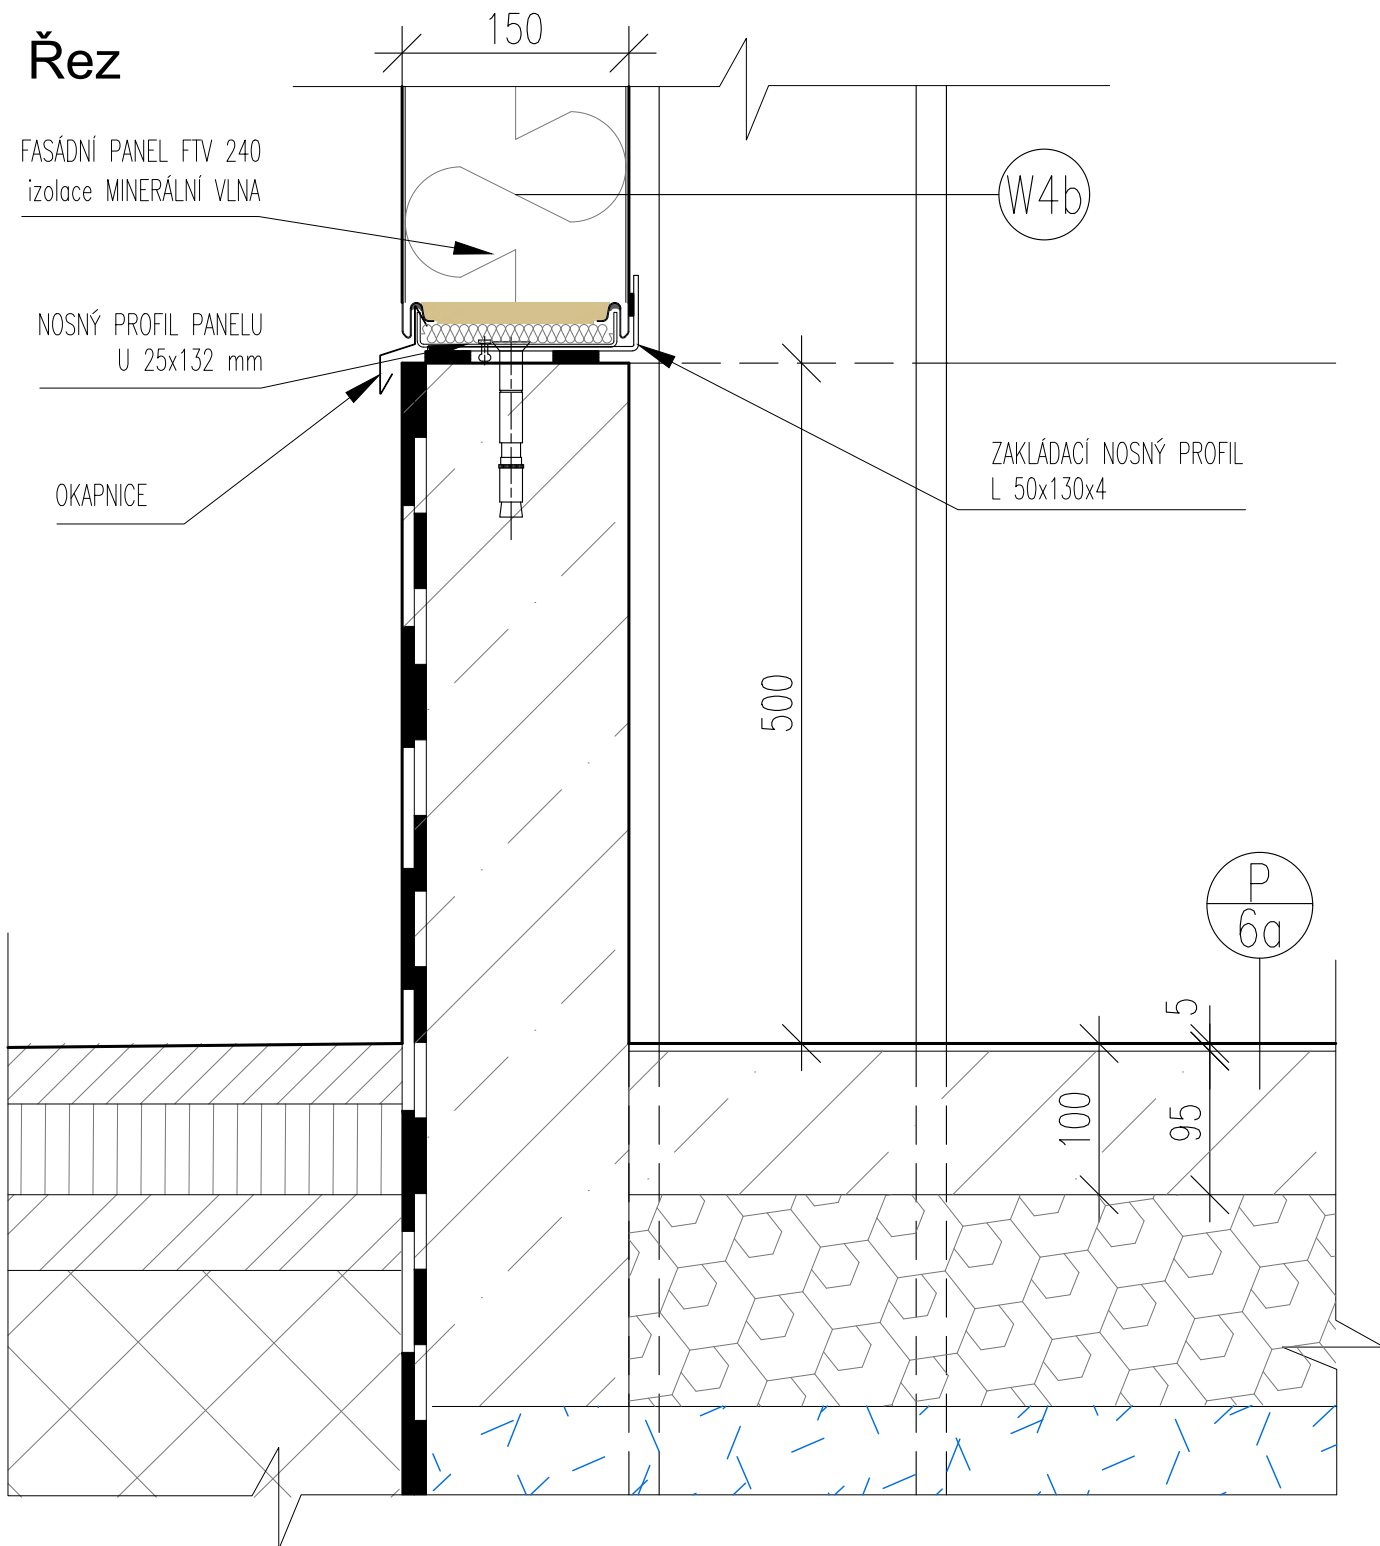 Řez
150
FASÁDNÍ PANEL FTV 240
izolace MINERÁLNÍ VLNA
W4b
NOSNÝ PROFIL PANELU
U 25x132 mm
OKAPNICE
ZAKLÁDACÍ NOSNÝ PROFIL
L 50x130x4
500
P
6a
5
100
95